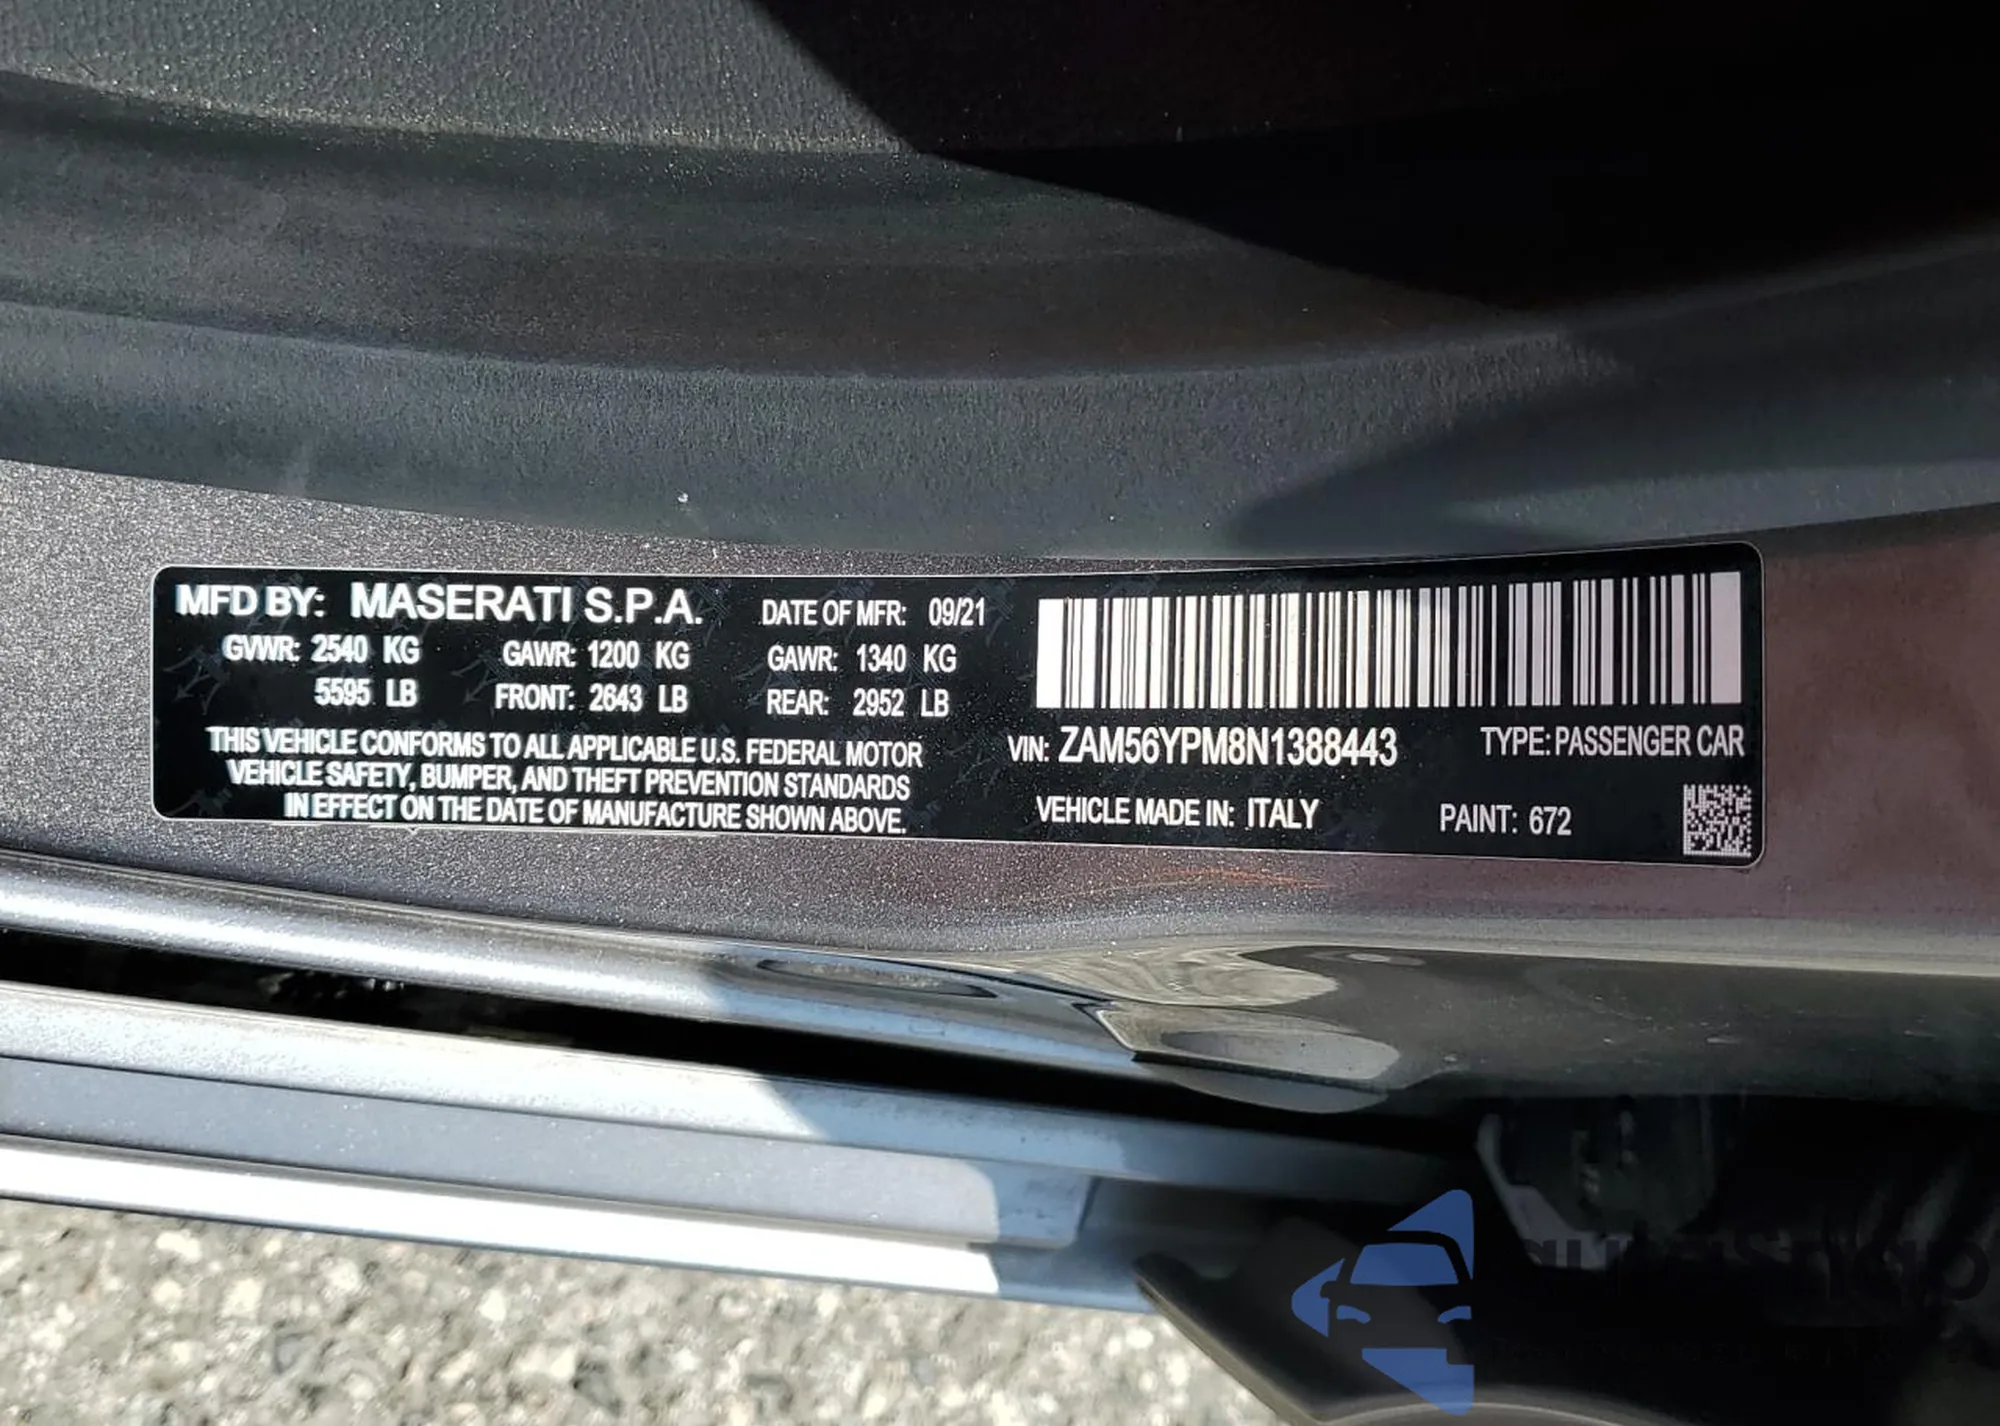 MFD BY: MASERATI S.P.A. DATE OF MFR: 09/21
GVWR: 2540 KG GAWR: 1200 KG GAWR: 1340 KG
5595 LB FRONT: 2643 LB REAR: 2952 LB
THIS VEHICLE CONFORMS TO ALL APPLICABLE U.S. FEDERAL MOTOR
VEHICLE SAFETY, BUMPER, AND THEFT PREVENTION STANDARDS
IN EFFECT ON THE DATE OF MANUFACTURE SHOWN ABOVE.
VIN: ZAM56YPM8N1388443 TYPE: PASSENGER CAR
VEHICLE MADE IN: ITALY PAINT: 672